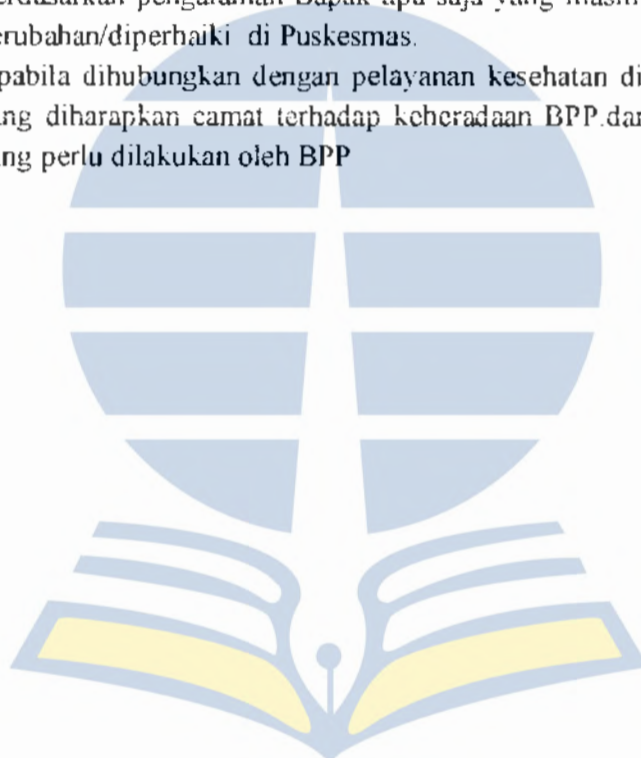 erdasarkan pengalaman Bapak apa saja yang masih
erubahan/diperhaiki di Puskesmas.
pabila dihubungkan dengan pelayanan kesehatan di
ng diharapkan camat terhadap keberadaan BPP.dan
ng perlu dilakukan oleh BPP